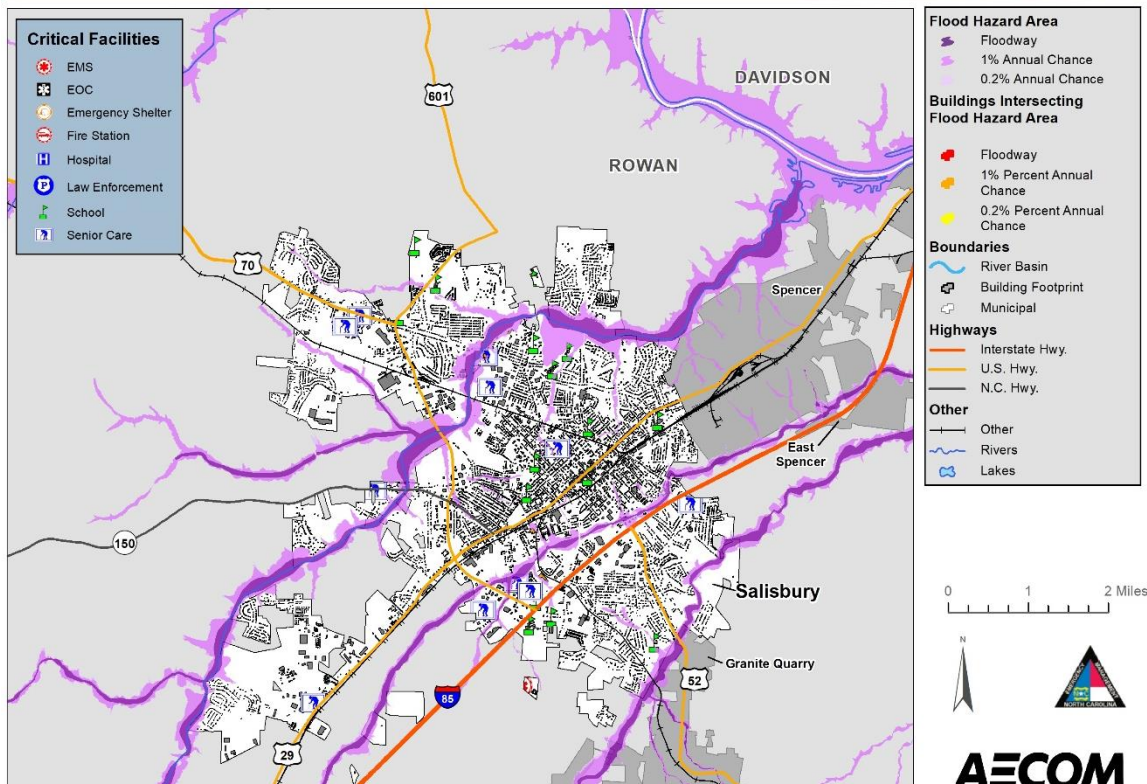 Critical Facilities
EMS
EOC
Emergency Shelter
Fire Station
H
Hospital
P
Law Enforcement
School
Senior Care
601
DAVIDSON
ROWAN
70
Spencer
East
Spencer
150
Salisbury
Granite Quarry
52
85
29
Flood Hazard Area
Floodway
1% Annual Chance
0.2% Annual Chance
Buildings Intersecting
Flood Hazard Area
Floodway
1% Percent Annual
Chance
0.2% Percent Annual
Chance
Boundaries
River Basin
Building Footprint
Municipal
Highways
Interstate Hwy.
U.S. Hwy.
N.C. Hwy.
Other
Other
Rivers
Lakes
0 2 Miles
N
NORTH CAROLINA
AECOM